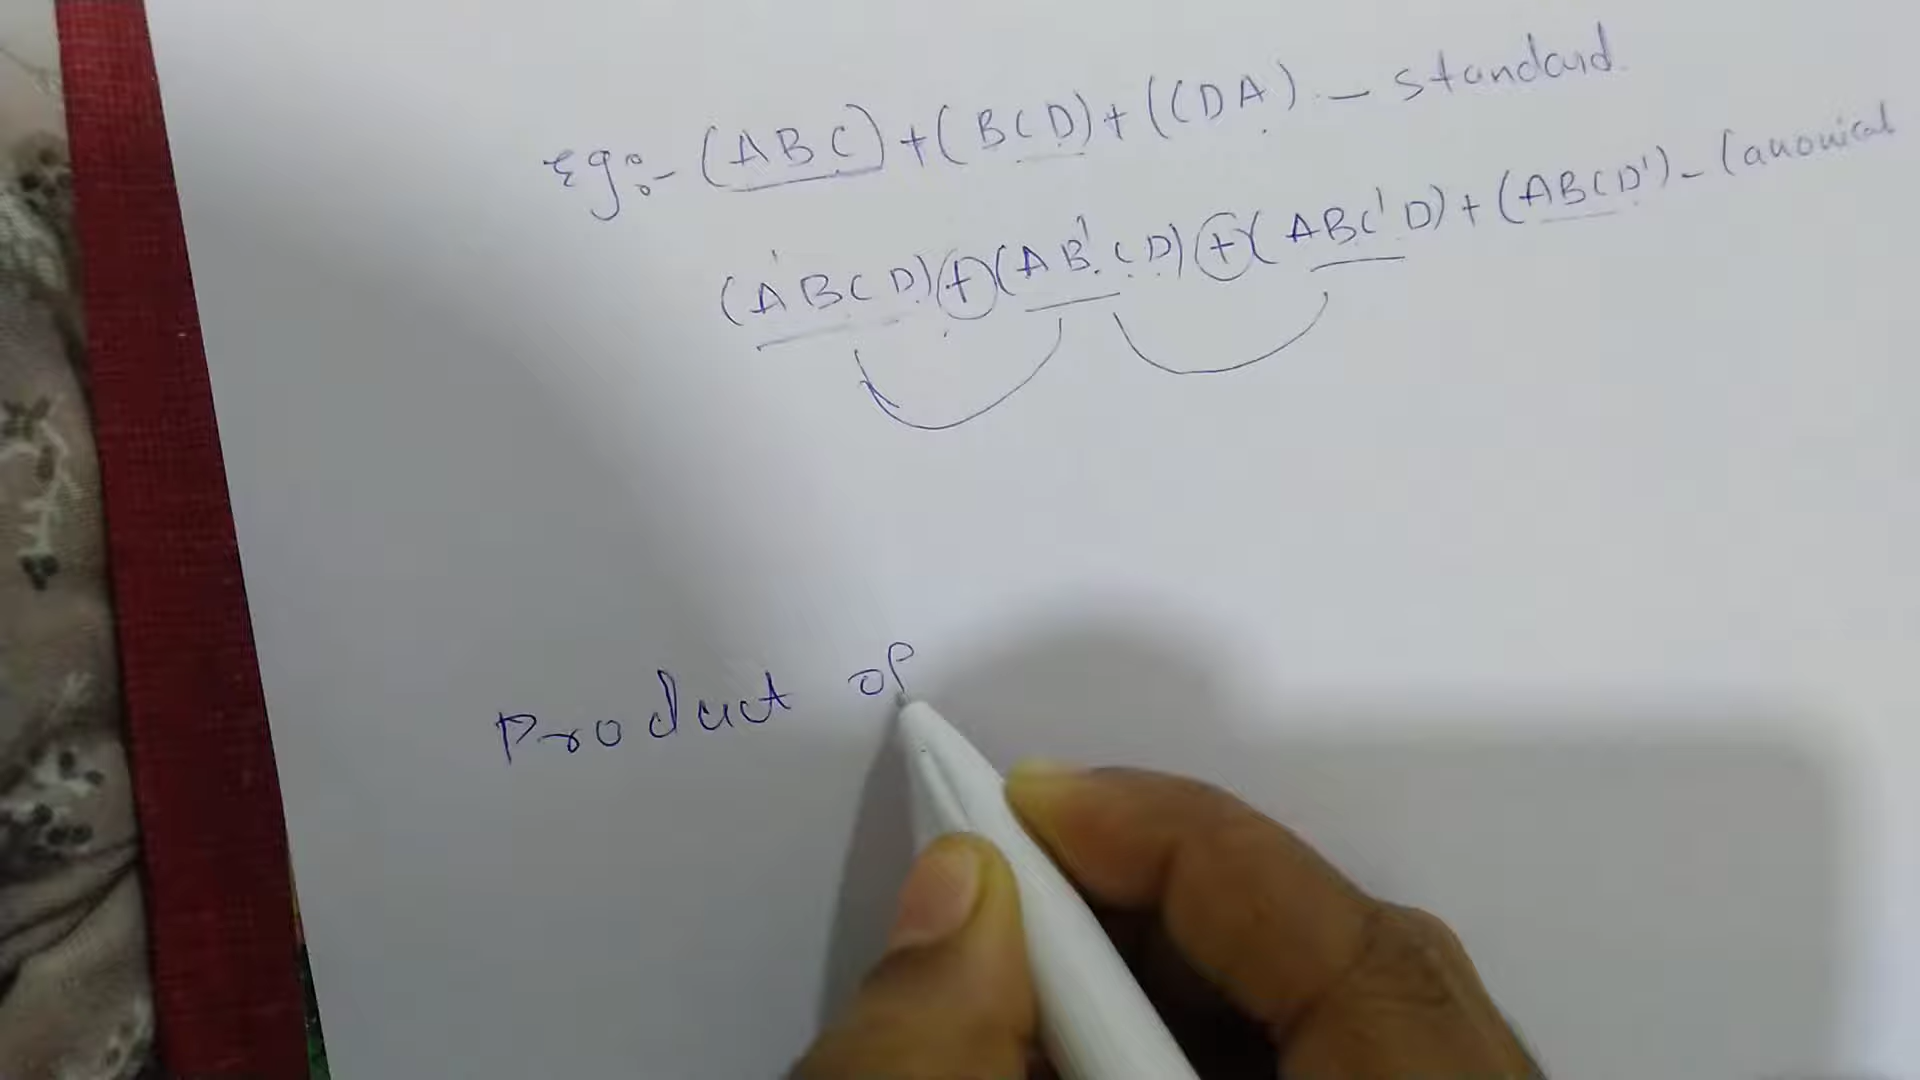 Eg:- (ABC)+(BCD)+(CDA) - standard
(A'BCD)+(AB'CD)+(ABC'D)+(ABCD') - Canonical
Product of